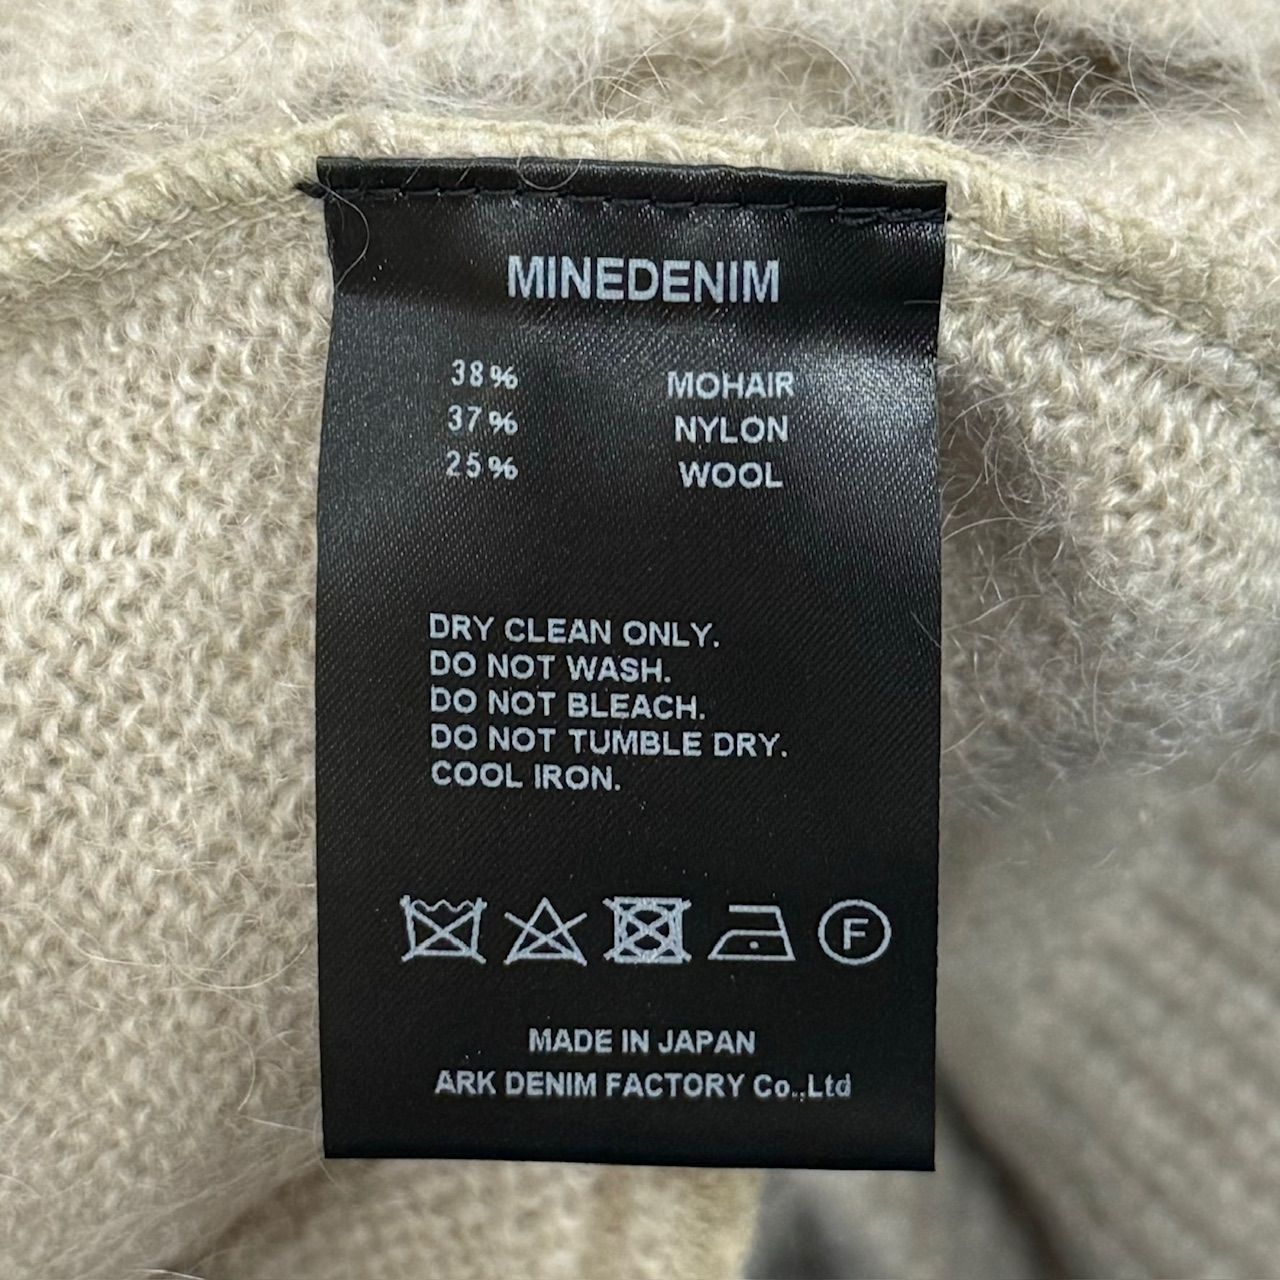 MINEDENIM
38% MOHAIR
37% NYLON
25% WOOL
DRY CLEAN ONLY.
DO NOT WASH.
DO NOT BLEACH.
DO NOT TUMBLE DRY.
COOL IRON.
F
MADE IN JAPAN
ARK DENIM FACTORY Co.,Ltd